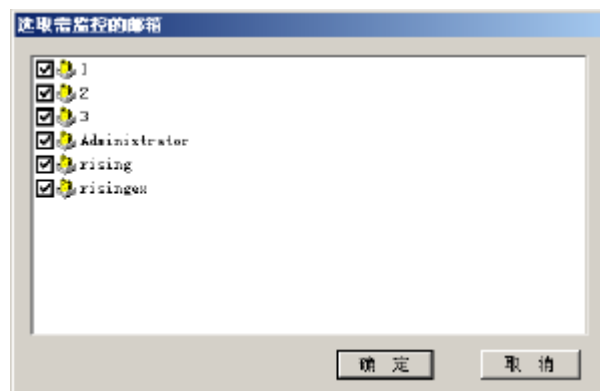 选取需监控的邮箱
1
2
3
Administrator
rising
risingex
确 定
取 消